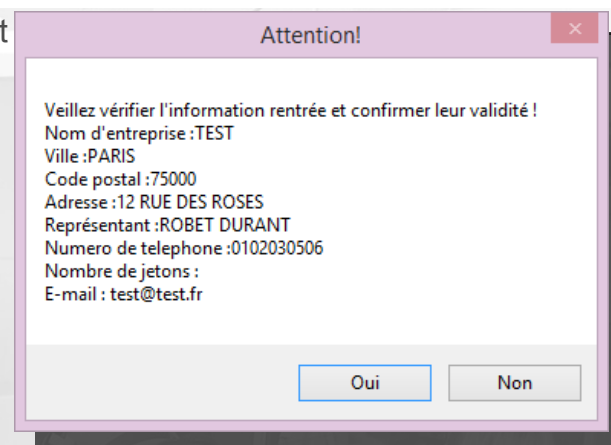 t
Attention!
Veillez vérifier l'information rentrée et confirmer leur validité !
Nom d'entreprise :TEST
Ville :PARIS
Code postal :75000
Adresse :12 RUE DES ROSES
Représentant :ROBET DURANT
Numero de telephone :0102030506
Nombre de jetons :
E-mail : test@test.fr
Oui Non